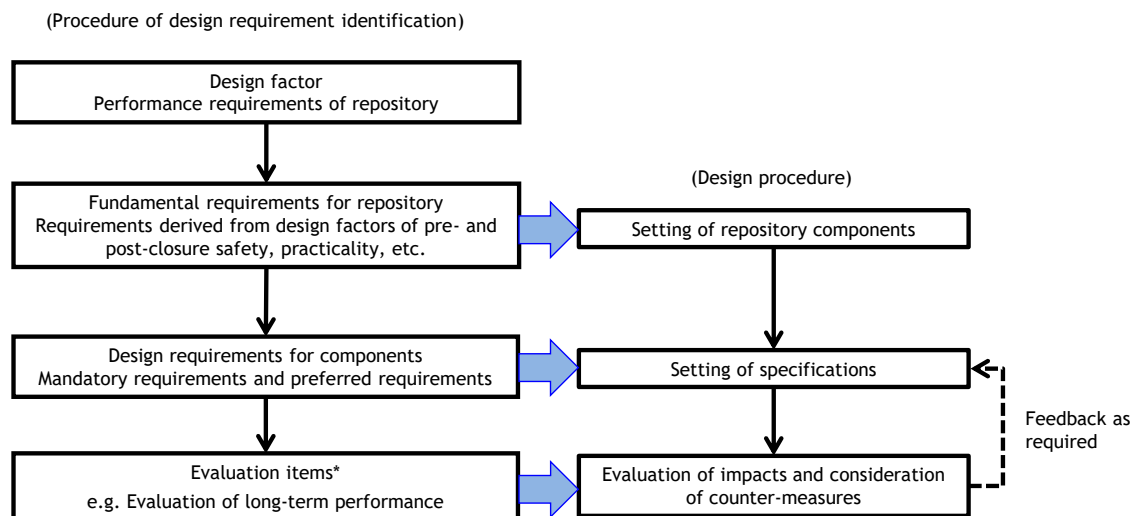 (Procedure of design requirement identification)
Design factor
Performance requirements of repository
Fundamental requirements for repository
Requirements derived from design factors of pre- and
post-closure safety, practicality, etc.
(Design procedure)
Setting of repository components
Design requirements for components
Mandatory requirements and preferred requirements
Setting of specifications
Feedback as
required
Evaluation items*
e.g. Evaluation of long-term performance
Evaluation of impacts and consideration
of counter-measures